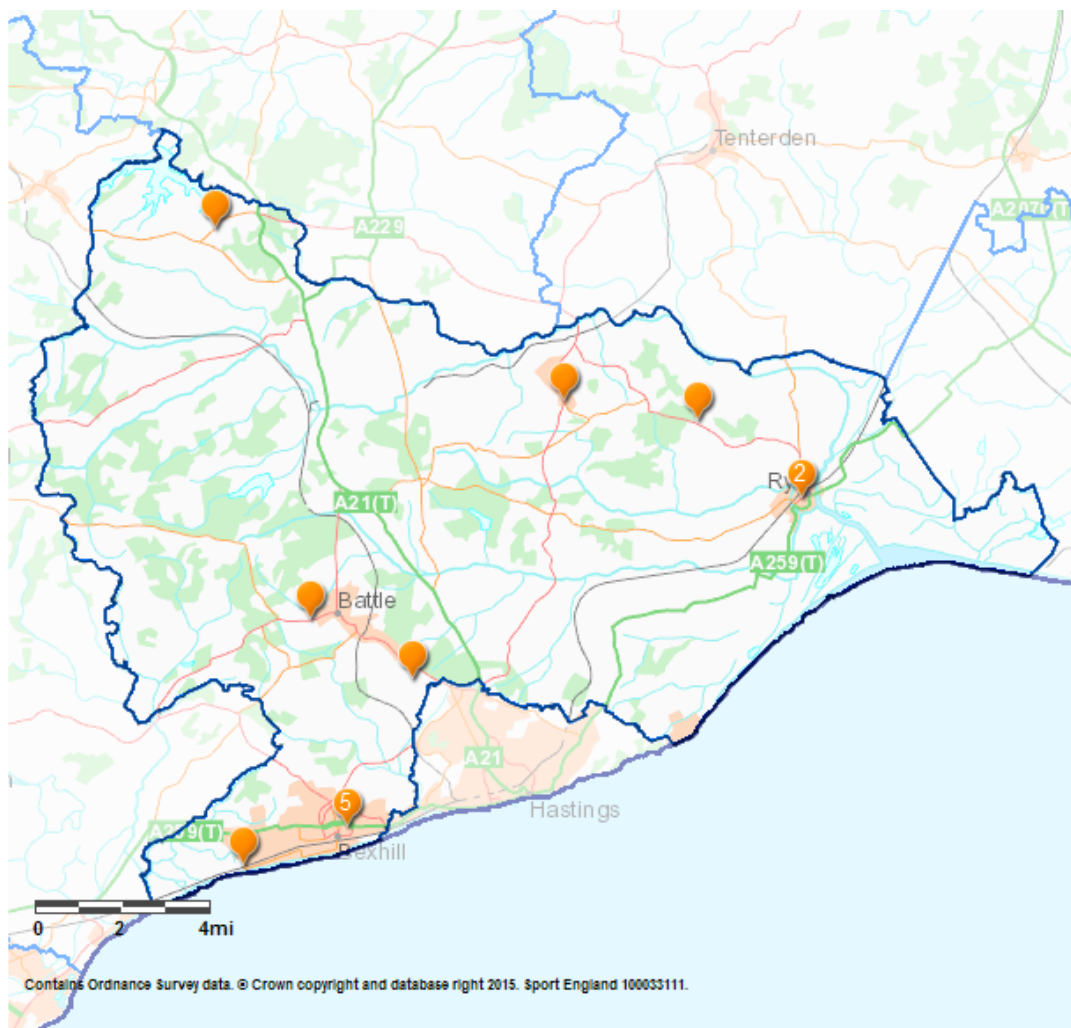 Tenterden
A229
A21(T)
2
A259(T)
Battle
A21
Hastings
5
Bexhill
0 2 4mi
Contains Ordnance Survey data. © Crown copyright and database right 2015. Sport England 100033111.